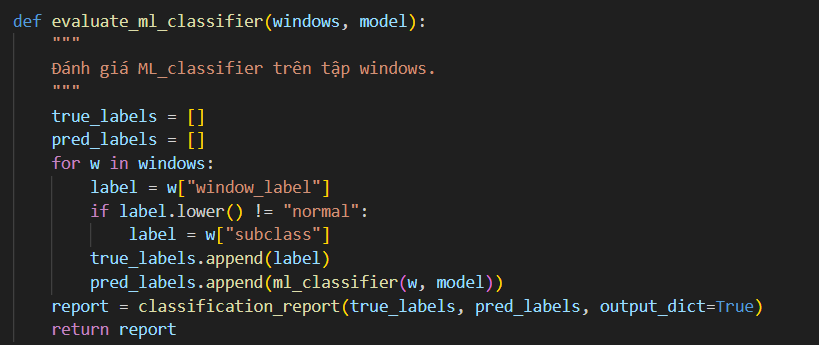 def evaluate_ml_classifier(windows, model):
    """
    Đánh giá ML_classifier trên tập windows.
    """
    true_labels = []
    pred_labels = []
    for w in windows:
        label = w["window_label"]
        if label.lower() != "normal":
            label = w["subclass"]
        true_labels.append(label)
        pred_labels.append(ml_classifier(w, model))
    report = classification_report(true_labels, pred_labels, output_dict=True)
    return report